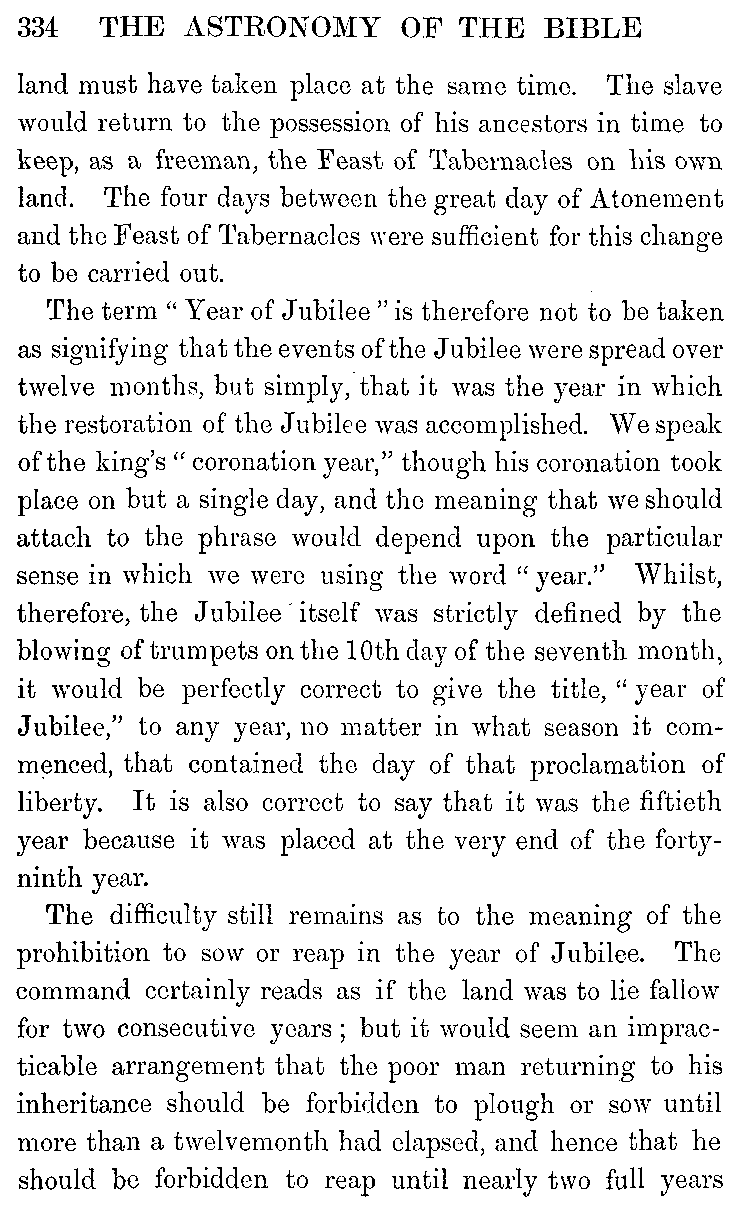 334 THE ASTRONOMY OF THE BIBLE
land must have taken place at the same time. The slave
would return to the possession of his ancestors in time to
keep, as a freeman, the Feast of Tabernacles on his own
land. The four days between the great day of Atonement
and the Feast of Tabernacles were sufficient for this change
to be carried out.
The term “ Year of Jubilee ” is therefore not to be taken
as signifying that the events of the Jubilee were spread over
twelve months, but simply, that it was the year in which
the restoration of the Jubilee was accomplished. We speak
of the king’s “ coronation year,” though his coronation took
place on but a single day, and the meaning that we should
attach to the phrase would depend upon the particular
sense in which we were using the word “ year.” Whilst,
therefore, the Jubilee itself was strictly defined by the
blowing of trumpets on the 10th day of the seventh month,
it would be perfectly correct to give the title, “ year of
Jubilee,” to any year, no matter in what season it com-
menced, that contained the day of that proclamation of
liberty. It is also correct to say that it was the fiftieth
year because it was placed at the very end of the forty-
ninth year.
The difficulty still remains as to the meaning of the
prohibition to sow or reap in the year of Jubilee. The
command certainly reads as if the land was to lie fallow
for two consecutive years ; but it would seem an imprac-
ticable arrangement that the poor man returning to his
inheritance should be forbidden to plough or sow until
more than a twelvemonth had elapsed, and hence that he
should be forbidden to reap until nearly two full years